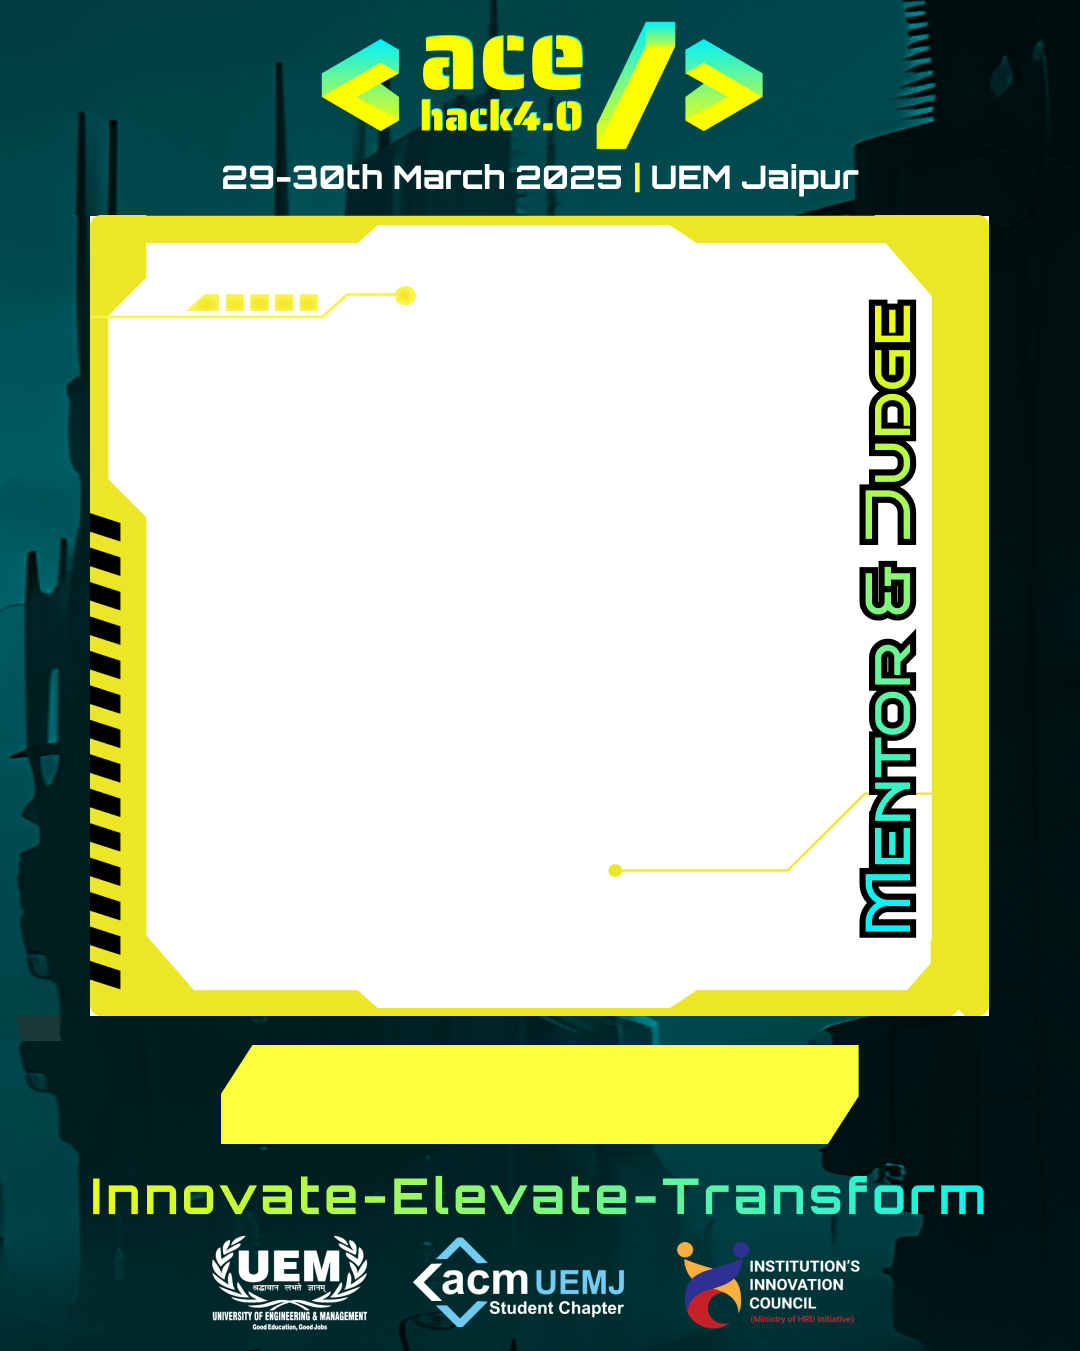 < ace / >
hack4.0
29-30th March 2025 | UEM Jaipur
Mentor & Judge
Innovate-Elevate-Transform
UEM
श्रद्धावान लभते ज्ञानम्
UNIVERSITY OF ENGINEERING & MANAGEMENT
Good Education, Good Jobs
acm UEMJ
Student Chapter
INSTITUTION'S
INNOVATION
COUNCIL
(Ministry of HRD Initiative)